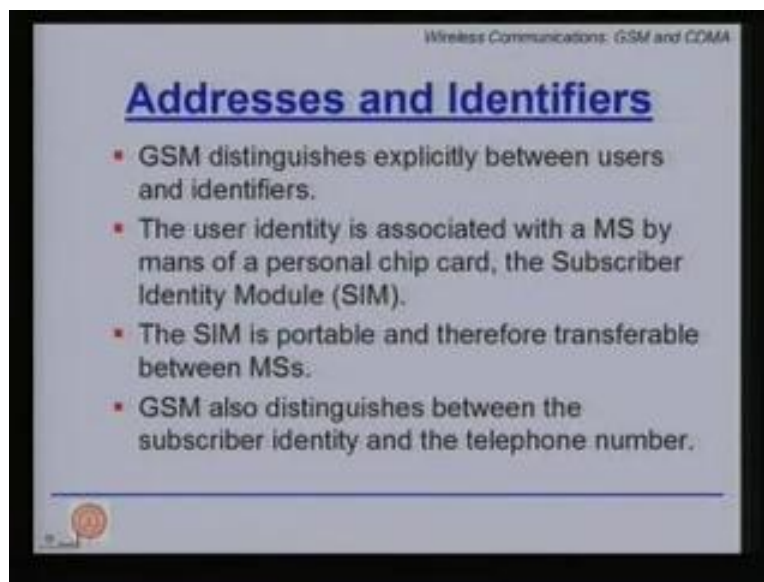 Wireless Communications: GSM and CDMA
Addresses and Identifiers
▪ GSM distinguishes explicitly between users
and identifiers.
▪ The user identity is associated with a MS by
mans of a personal chip card, the Subscriber
Identity Module (SIM).
▪ The SIM is portable and therefore transferable
between MSs.
▪ GSM also distinguishes between the
subscriber identity and the telephone number.